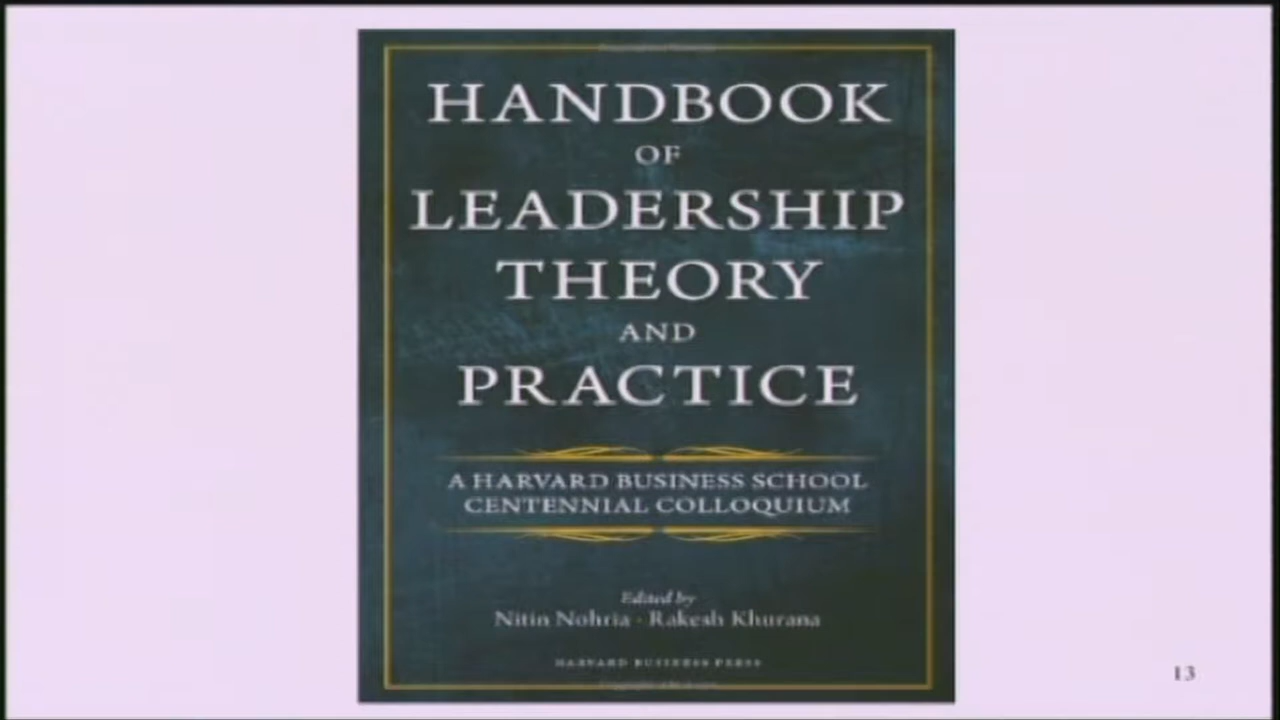 HANDBOOK
OF
LEADERSHIP
THEORY
AND
PRACTICE
A HARVARD BUSINESS SCHOOL
CENTENNIAL COLLOQUIUM
Edited by
Nitin Nohria · Rakesh Khurana
HARVARD BUSINESS PRESS
13